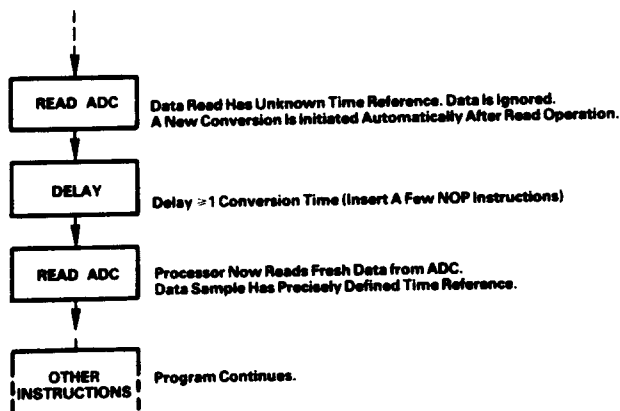 READ ADC
Data Read Has Unknown Time Reference. Data Is Ignored.
A New Conversion Is Initiated Automatically After Read Operation.
DELAY
Delay ≥1 Conversion Time (Insert A Few NOP Instructions)
READ ADC
Processor Now Reads Fresh Data from ADC.
Data Sample Has Precisely Defined Time Reference.
OTHER
INSTRUCTIONS
Program Continues.